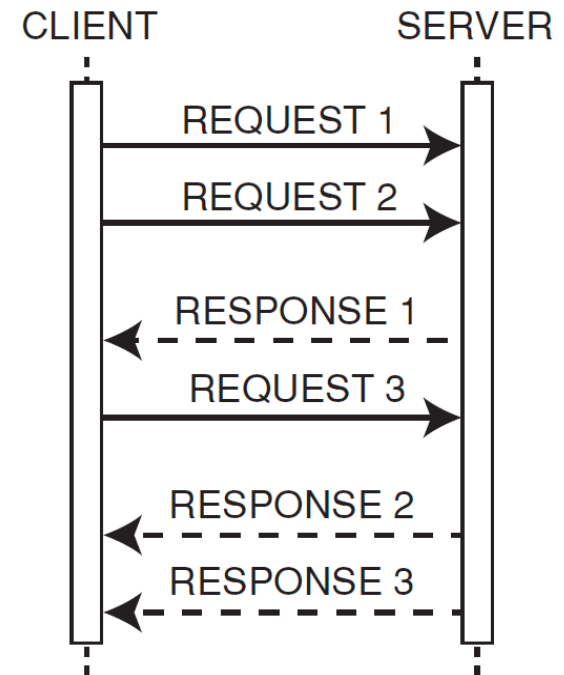 CLIENT
SERVER
REQUEST 1
REQUEST 2
RESPONSE 1
REQUEST 3
RESPONSE 2
RESPONSE 3